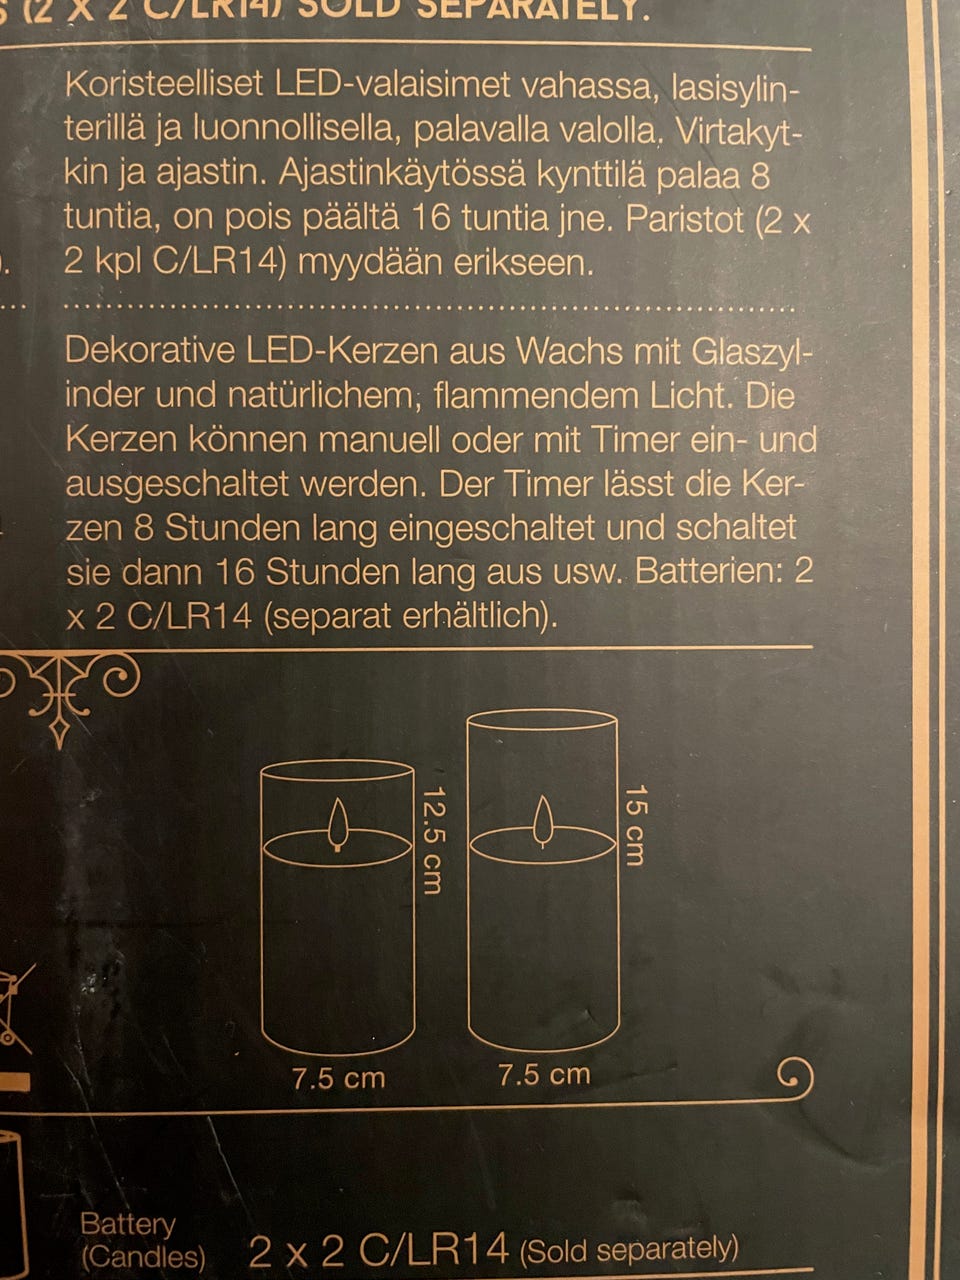 (2 X 2 C/LR14) SOLD SEPARATELY.
Koristeelliset LED-valaisimet vahassa, lasisylin-
terillä ja luonnollisella, palavalla valolla. Virtakyt-
kin ja ajastin. Ajastinkäytössä kynttilä palaa 8
tuntia, on pois päältä 16 tuntia jne. Paristot (2 x
2 kpl C/LR14) myydään erikseen.
Dekorative LED-Kerzen aus Wachs mit Glaszyl-
inder und natürlichem, flammendem Licht. Die
Kerzen können manuell oder mit Timer ein- und
ausgeschaltet werden. Der Timer lässt die Ker-
zen 8 Stunden lang eingeschaltet und schaltet
sie dann 16 Stunden lang aus usw. Batterien: 2
x 2 C/LR14 (separat erhältlich).
12.5 cm
15 cm
7.5 cm
7.5 cm
Battery
(Candles)
2 x 2 C/LR14 (Sold separately)